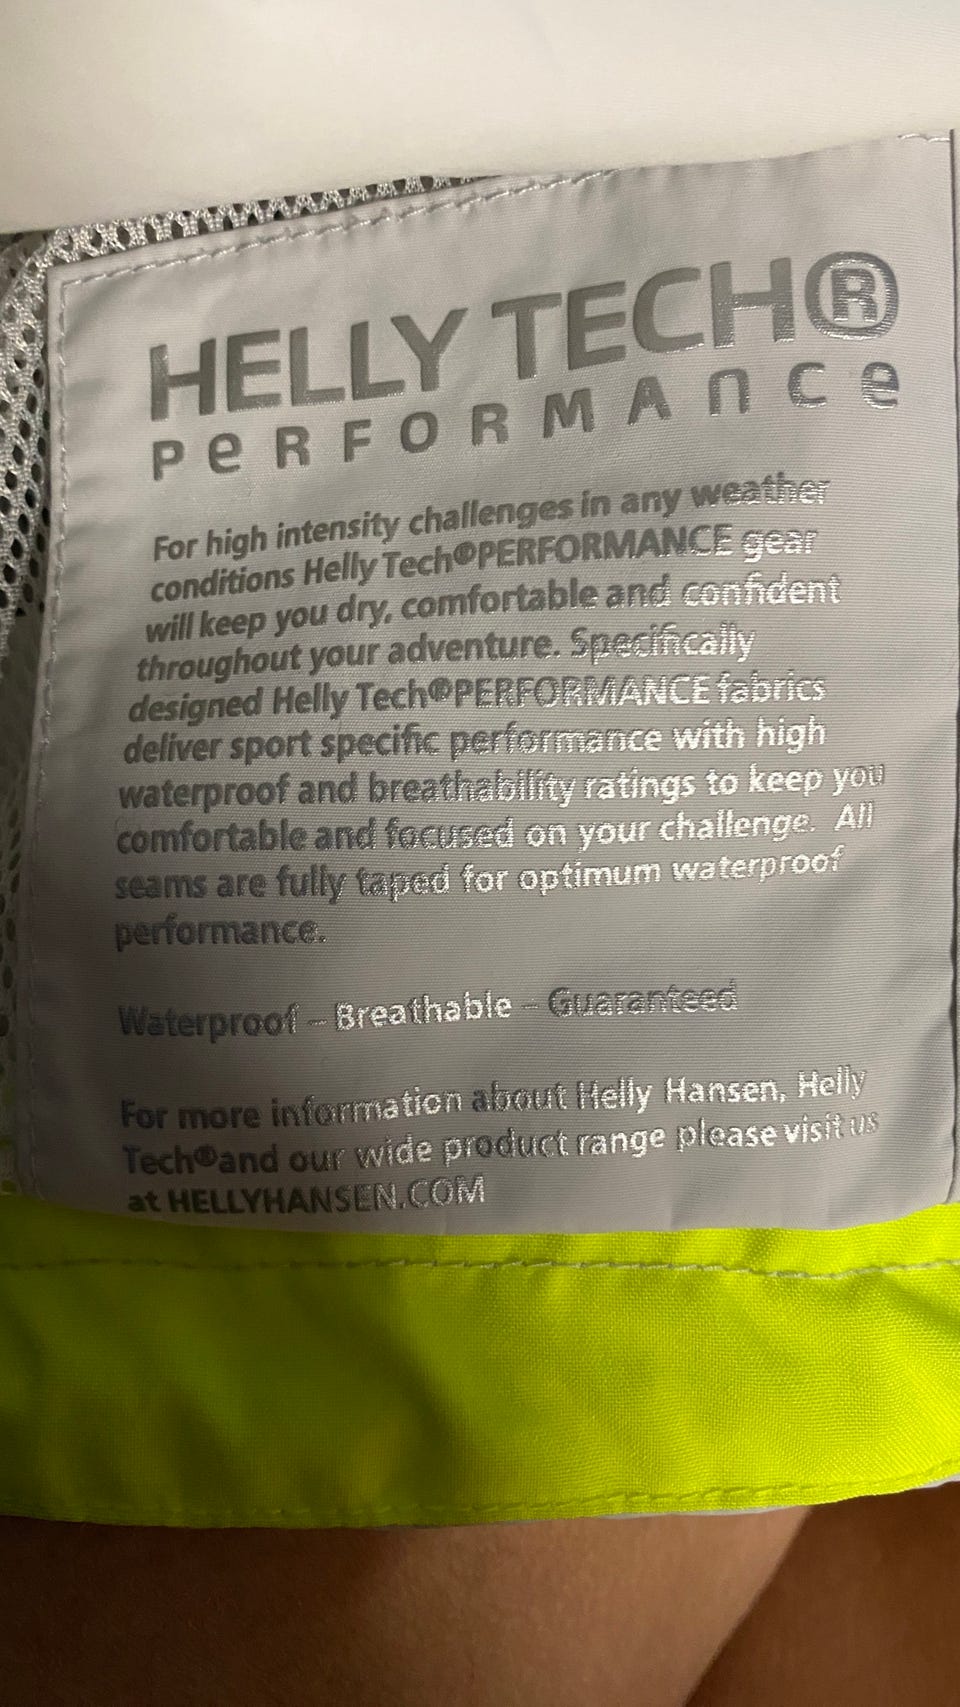 HELLY TECH®
PeRFORMAnce
For high intensity challenges in any weather
conditions Helly Tech®PERFORMANCE gear
will keep you dry, comfortable and confident
throughout your adventure. Specifically
designed Helly Tech®PERFORMANCE fabrics
deliver sport specific performance with high
waterproof and breathability ratings to keep you
comfortable and focused on your challenge. All
seams are fully taped for optimum waterproof
performance.
Waterproof – Breathable – Guaranteed
For more information about Helly Hansen, Helly
Tech®and our wide product range please visit us
at HELLYHANSEN.COM